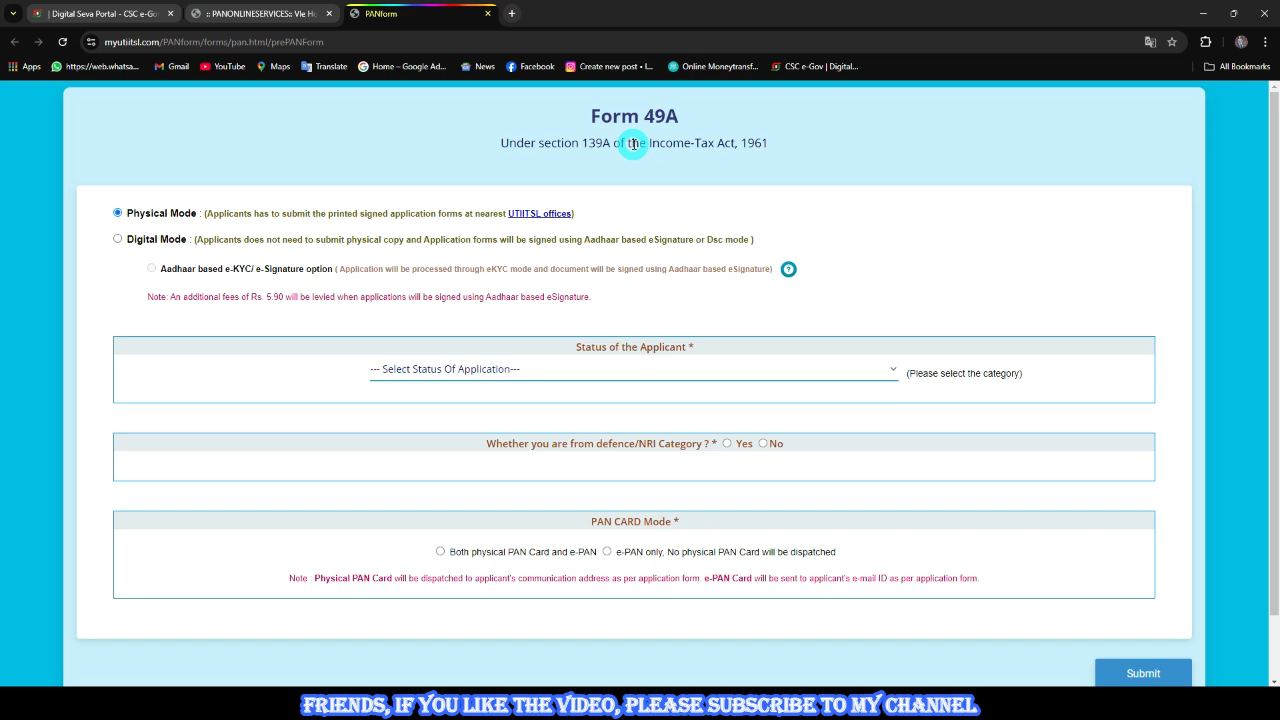 | Digital Seva Portal - CSC e-Go
:: PANONLINESERVICES:: Vle Ho
PANform
myutiitsl.com/PANform/forms/pan.html/prePANForm
Apps
https://web.whatsa...
Gmail
YouTube
Maps
Translate
Home – Google Ad...
News
Facebook
Create new post • I...
Online Moneytransf...
CSC e-Gov | Digital...
All Bookmarks
Form 49A
Under section 139A of the Income-Tax Act, 1961
Physical Mode : (Applicants has to submit the printed signed application forms at nearest UTIITSL offices)
Digital Mode : (Applicants does not need to submit physical copy and Application forms will be signed using Aadhaar based eSignature or Dsc mode )
Aadhaar based e-KYC/ e-Signature option ( Application will be processed through eKYC mode and document will be signed using Aadhaar based eSignature) ?
Note: An additional fees of Rs. 5.90 will be levied when applications will be signed using Aadhaar based eSignature.
Status of the Applicant *
--- Select Status Of Application---
(Please select the category)
Whether you are from defence/NRI Category ? * Yes No
PAN CARD Mode *
Both physical PAN Card and e-PAN e-PAN only, No physical PAN Card will be dispatched
Note : Physical PAN Card will be dispatched to applicant's communication address as per application form. e-PAN Card will be sent to applicant's e-mail ID as per application form.
Submit
FRIENDS, IF YOU LIKE THE VIDEO, PLEASE SUBSCRIBE TO MY CHANNEL